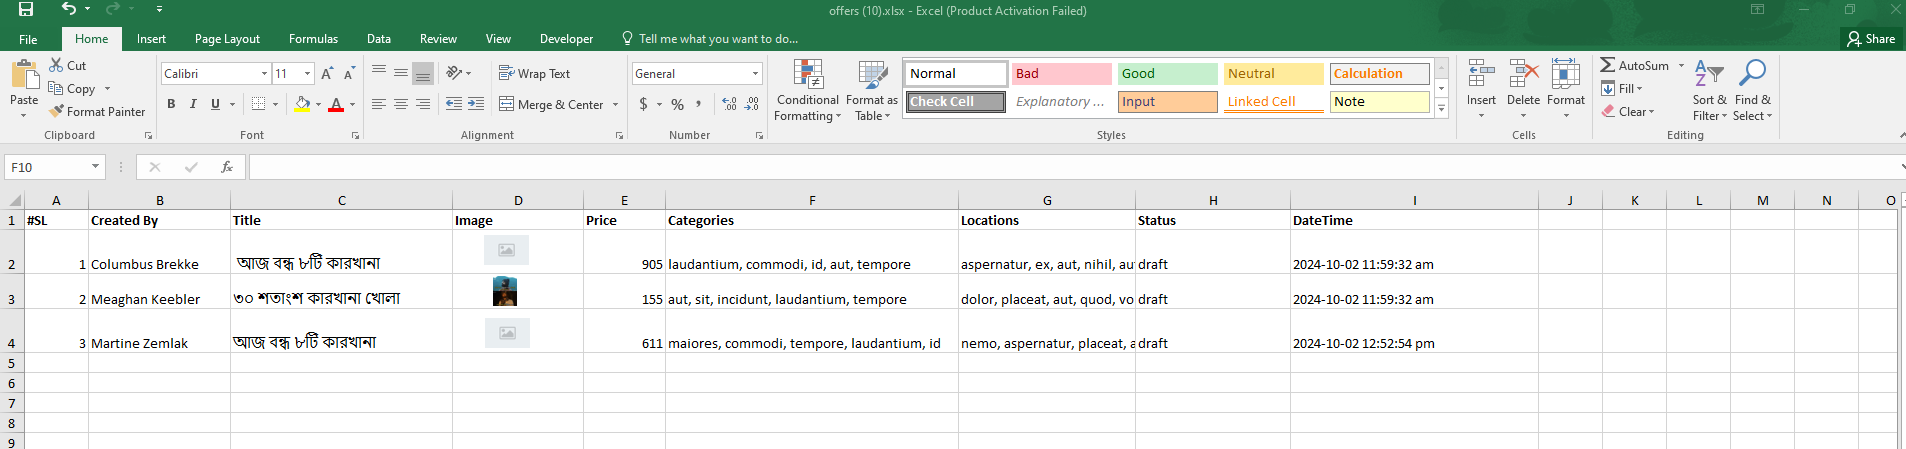 offers (10).xlsx - Excel (Product Activation Failed)
File Home Insert Page Layout Formulas Data Review View Developer Tell me what you want to do... Share
Paste Cut Copy Format Painter Clipboard
Calibri 11 B I U Font
Wrap Text Merge & Center Alignment
General $ % , Number
Conditional Formatting Format as Table
Normal Bad Good Neutral Calculation
Check Cell Explanatory ... Input Linked Cell Note
Styles
Insert Delete Format Cells
AutoSum Fill Clear Sort & Filter Find & Select Editing
F10 fx
A B C D E F G H I J K L M N O
1 #SL Created By Title Image Price Categories Locations Status DateTime
2 1 Columbus Brekke আজ বন্ধ ৮টি কারখানা 905 laudantium, commodi, id, aut, tempore aspernatur, ex, aut, nihil, au draft 2024-10-02 11:59:32 am
3 2 Meaghan Keebler ৩০ শতাংশ কারখানা খোলা 155 aut, sit, incidunt, laudantium, tempore dolor, placeat, aut, quod, vo draft 2024-10-02 11:59:32 am
4 3 Martine Zemlak আজ বন্ধ ৮টি কারখানা 611 maiores, commodi, tempore, laudantium, id nemo, aspernatur, placeat, a draft 2024-10-02 12:52:54 pm
5
6
7
8
9